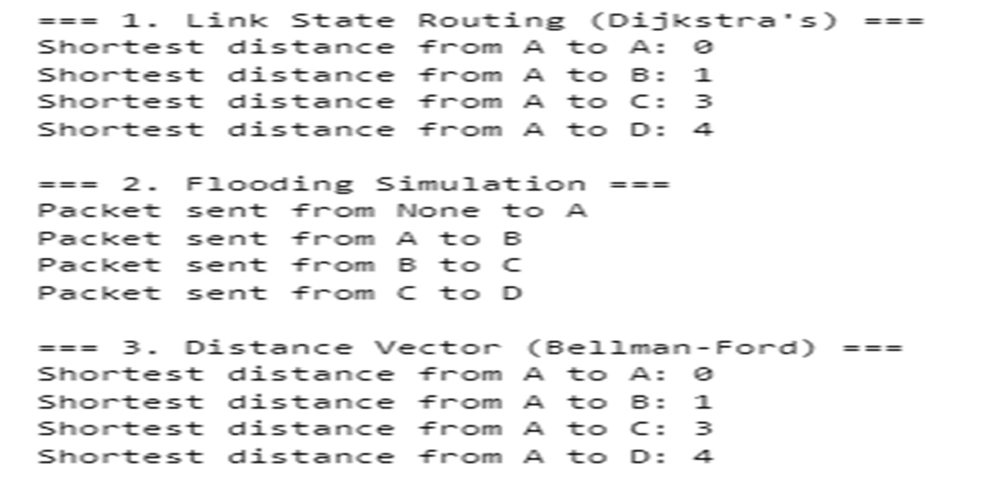 === 1. Link State Routing (Dijkstra's) ===
Shortest distance from A to A: 0
Shortest distance from A to B: 1
Shortest distance from A to C: 3
Shortest distance from A to D: 4
=== 2. Flooding Simulation ===
Packet sent from None to A
Packet sent from A to B
Packet sent from B to C
Packet sent from C to D
=== 3. Distance Vector (Bellman-Ford) ===
Shortest distance from A to A: 0
Shortest distance from A to B: 1
Shortest distance from A to C: 3
Shortest distance from A to D: 4